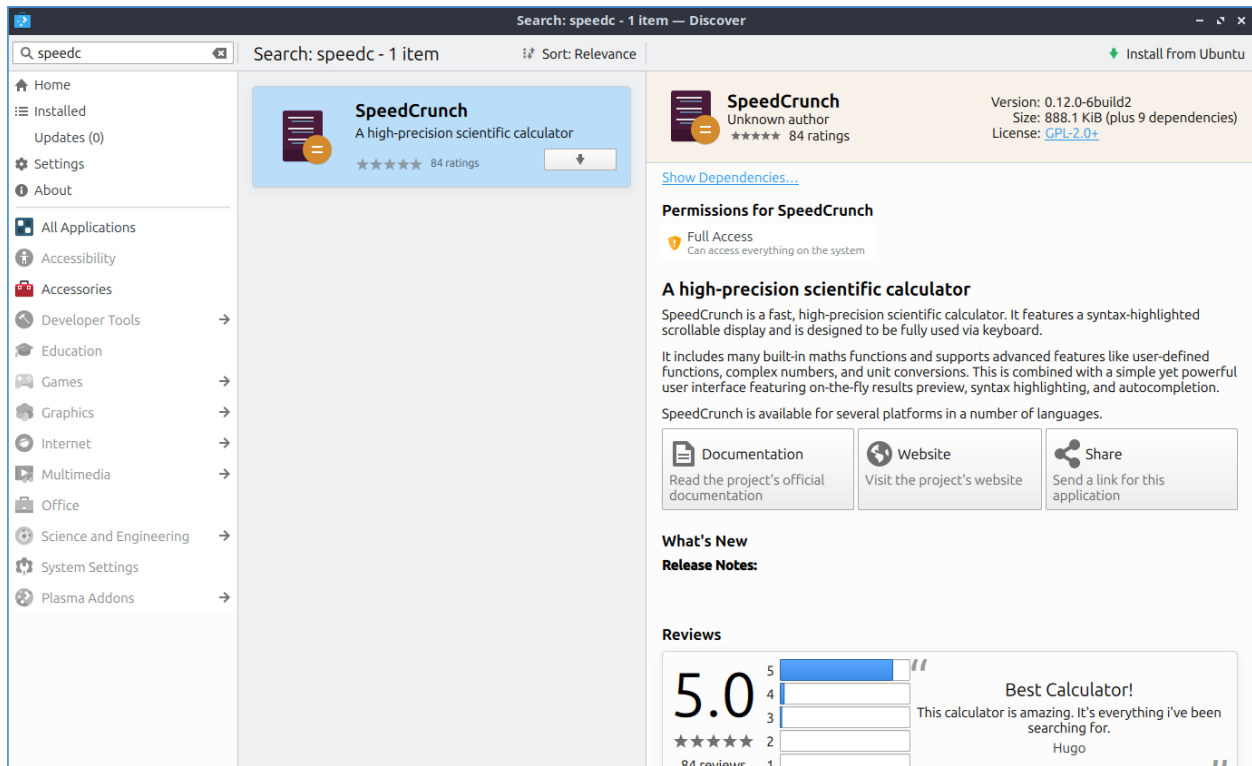 Search: speedc - 1 item — Discover
speedc
Search: speedc - 1 item
Sort: Relevance
Install from Ubuntu
Home
Installed
Updates (0)
Settings
About
All Applications
Accessibility
Accessories
Developer Tools
Education
Games
Graphics
Internet
Multimedia
Office
Science and Engineering
System Settings
Plasma Addons
SpeedCrunch
A high-precision scientific calculator
84 ratings
SpeedCrunch
Unknown author
84 ratings
Version: 0.12.0-6build2
Size: 888.1 KiB (plus 9 dependencies)
License: GPL-2.0+
Show Dependencies...
Permissions for SpeedCrunch
Full Access
Can access everything on the system
A high-precision scientific calculator
SpeedCrunch is a fast, high-precision scientific calculator. It features a syntax-highlighted
scrollable display and is designed to be fully used via keyboard.
It includes many built-in maths functions and supports advanced features like user-defined
functions, complex numbers, and unit conversions. This is combined with a simple yet powerful
user interface featuring on-the-fly results preview, syntax highlighting, and autocompletion.
SpeedCrunch is available for several platforms in a number of languages.
Documentation
Read the project's official
documentation
Website
Visit the project's website
Share
Send a link for this
application
What's New
Release Notes:
Reviews
5.0
84 reviews
5
4
3
2
1
“
Best Calculator!
This calculator is amazing. It's everything i've been
searching for.
Hugo
”